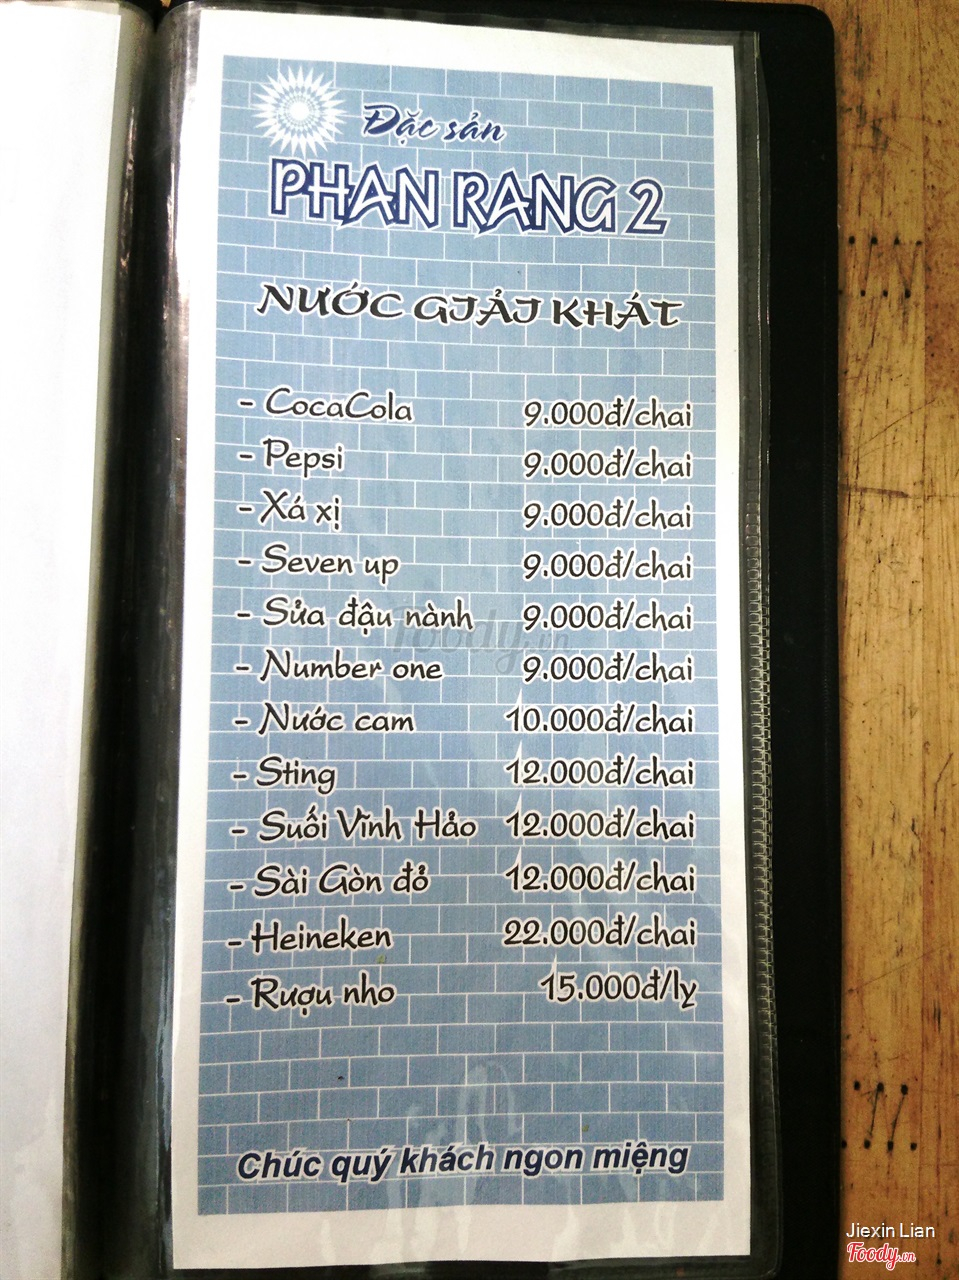 Đặc sản
PHAN RANG 2
NƯỚC GIẢI KHÁT
- CocaCola 9.000đ/chai
- Pepsi 9.000đ/chai
- Xá xị 9.000đ/chai
- Seven up 9.000đ/chai
- Sửa đậu nành 9.000đ/chai
- Number one 9.000đ/chai
- Nước cam 10.000đ/chai
- Sting 12.000đ/chai
- Suối Vĩnh Hảo 12.000đ/chai
- Sài Gòn đỏ 12.000đ/chai
- Heineken 22.000đ/chai
- Rượu nho 15.000đ/ly
Chúc quý khách ngon miệng
Foody.vn
Jiexin Lian
Foody.vn